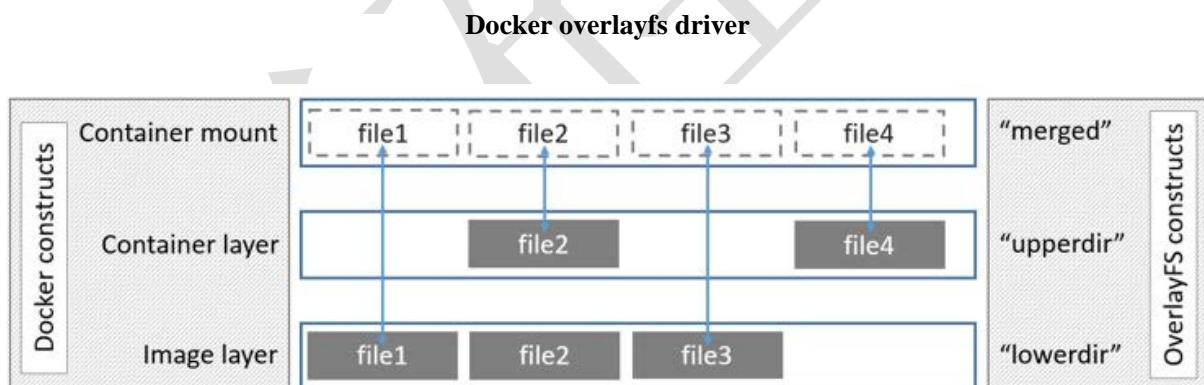 Docker overlayfs driver
Docker constructs
Container mount file1 file2 file3 file4 “merged”
Container layer file2 file4 “upperdir”
Image layer file1 file2 file3 “lowerdir”
OverlayFS constructs